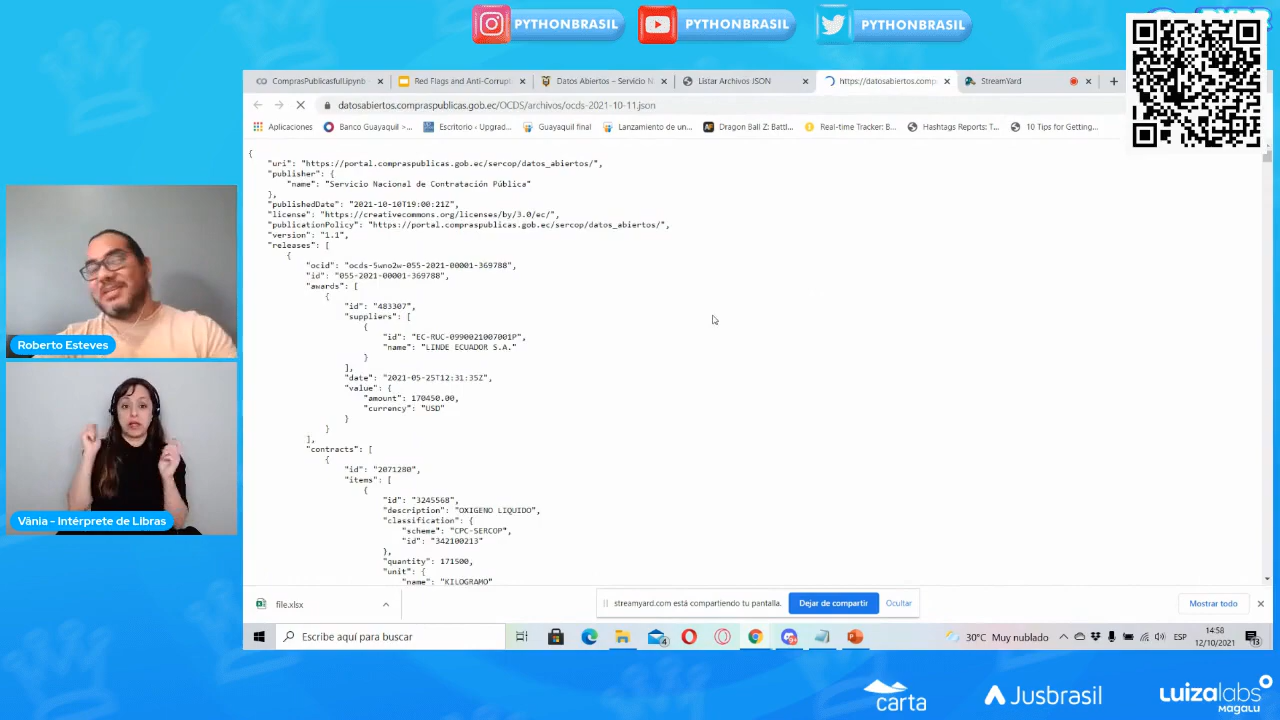 PYTHONBRASIL
PYTHONBRASIL
PYTHONBRASIL
ComprasPublicasfull.ipynb
Red Flags and Anti-Corrupt
Datos Abiertos – Servicio N
Listar Archivos JSON
https://datosabiertos.comp
StreamYard
datosabiertos.compraspublicas.gob.ec/OCDS/archivos/ocds-2021-10-11.json
Aplicaciones
Banco Guayaquil >...
Escritorio ‹ Upgrad...
Guayaquil final
Lanzamiento de un...
Dragon Ball Z: Batl...
Real-time Tracker: B...
Hashtags Reports: T...
10 Tips for Getting...
{
"uri": "https://portal.compraspublicas.gob.ec/sercop/datos_abiertos/",
"publisher": {
"name": "Servicio Nacional de Contratación Pública"
},
"publishedDate": "2021-10-10T19:00:21Z",
"license": "https://creativecommons.org/licenses/by/3.0/ec/",
"publicationPolicy": "https://portal.compraspublicas.gob.ec/sercop/datos_abiertos/",
"version": "1.1",
"releases": [
{
"ocid": "ocds-5wno2w-055-2021-00001-369788",
"id": "055-2021-00001-369788",
"awards": [
{
"id": "483307",
"suppliers": [
{
"id": "EC-RUC-0990021007001P",
"name": "LINDE ECUADOR S.A."
}
],
"date": "2021-05-25T12:31:35Z",
"value": {
"amount": 170450.00,
"currency": "USD"
}
}
],
"contracts": [
{
"id": "2071280",
"items": [
{
"id": "3245568",
"description": "OXIGENO LIQUIDO",
"classification": {
"scheme": "CPC-SERCOP",
"id": "342100213"
},
"quantity": 171500,
"unit": {
"name": "KILOGRAMO"
Roberto Esteves
Vânia - Intérprete de Libras
file.xlsx
streamyard.com está compartiendo tu pantalla.
Dejar de compartir
Ocultar
Mostrar todo
Escribe aquí para buscar
30°C Muy nublado
ESP
14:58
12/10/2021
carta
Jusbrasil
luizalabs
MAGALU